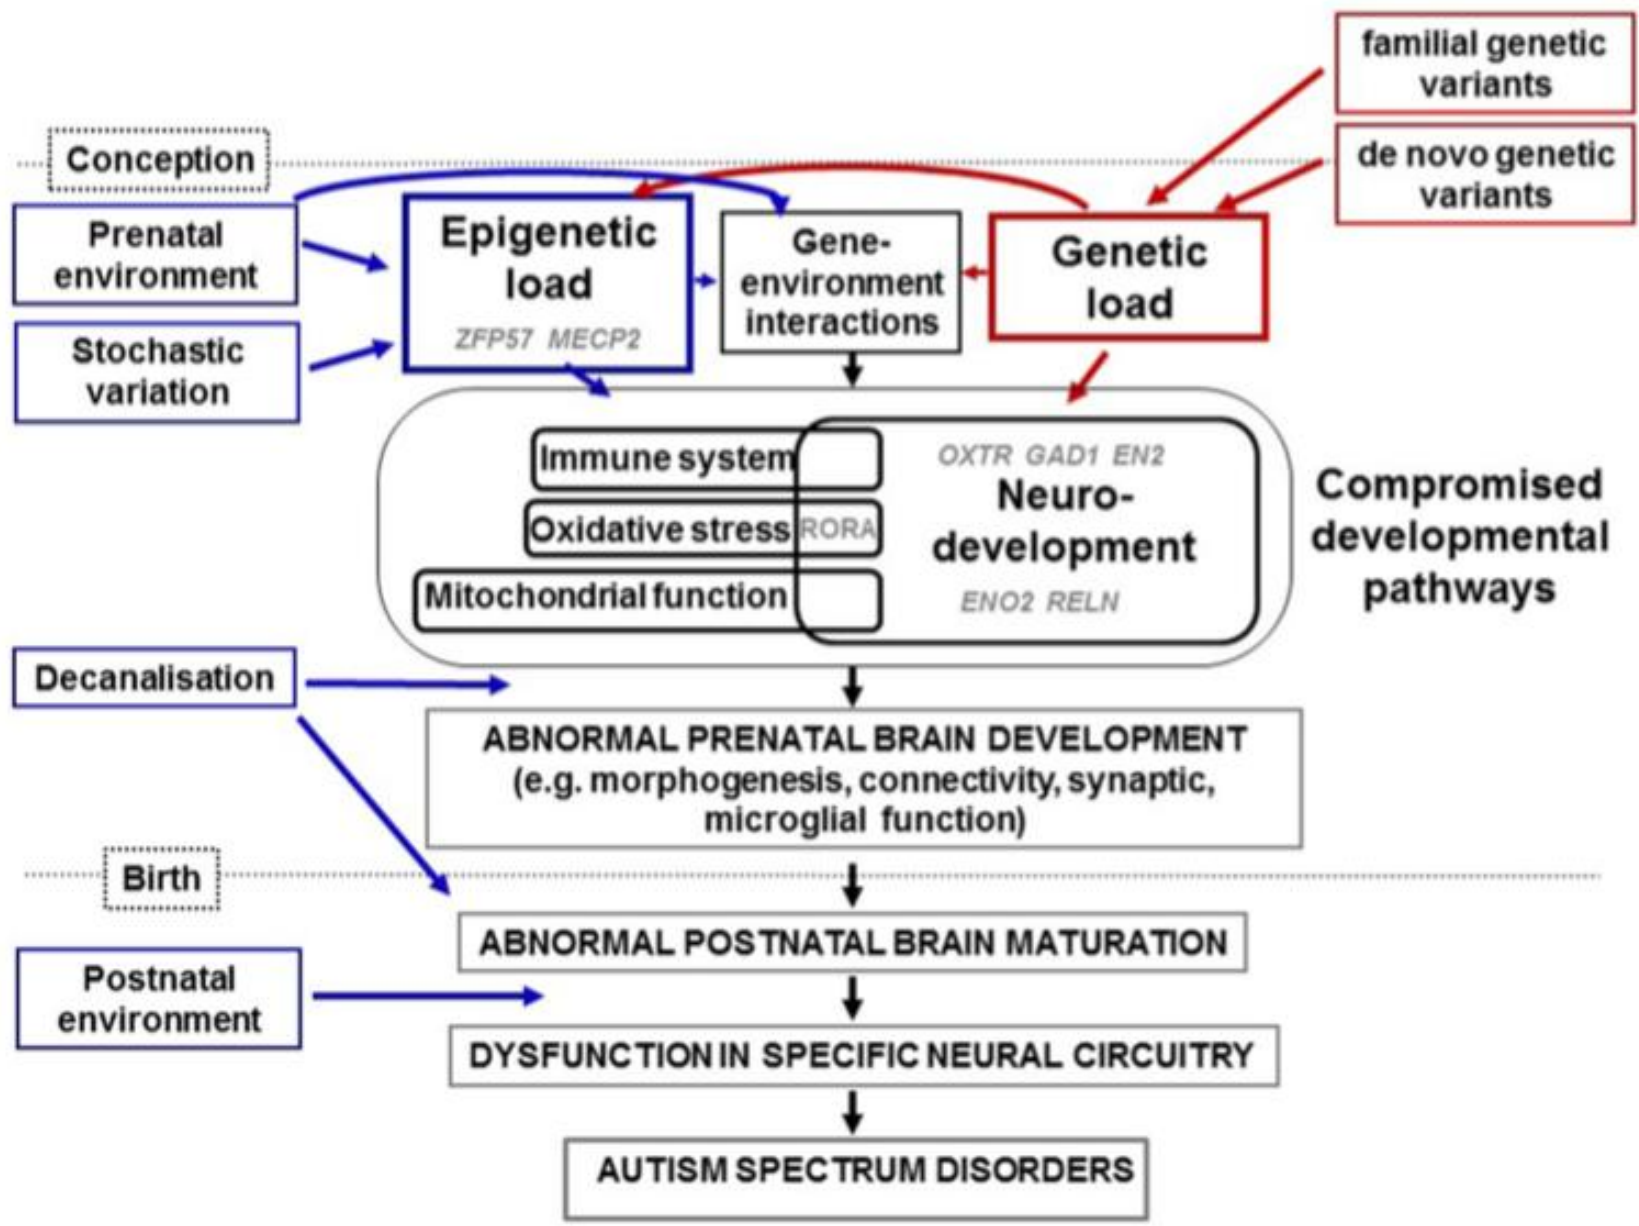 familial genetic
variants
Conception
de novo genetic
variants
Prenatal
environment
Stochastic
variation
Epigenetic
load
ZFP57 MECP2
Gene-
environment
interactions
Genetic
load
Immune system
Oxidative stress
RORA
Mitochondrial function
OXTR GAD1 EN2
Neuro-
development
ENO2 RELN
Compromised
developmental
pathways
Decanalisation
ABNORMAL PRENATAL BRAIN DEVELOPMENT
(e.g. morphogenesis, connectivity, synaptic,
microglial function)
Birth
ABNORMAL POSTNATAL BRAIN MATURATION
Postnatal
environment
DYSFUNCTION IN SPECIFIC NEURAL CIRCUITRY
AUTISM SPECTRUM DISORDERS